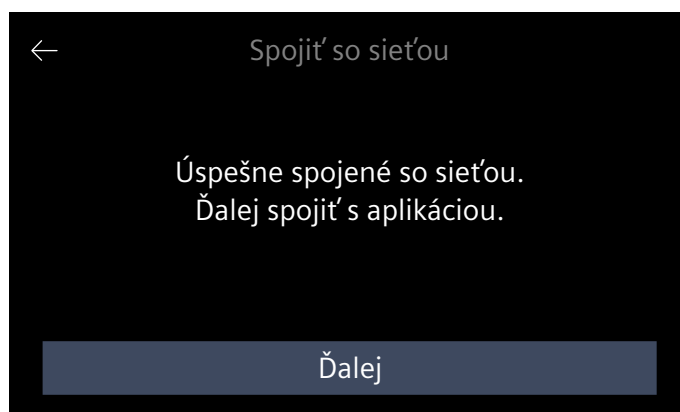 Spojiť so sieťou
Úspešne spojené so sieťou.
Ďalej spojiť s aplikáciou.
Ďalej